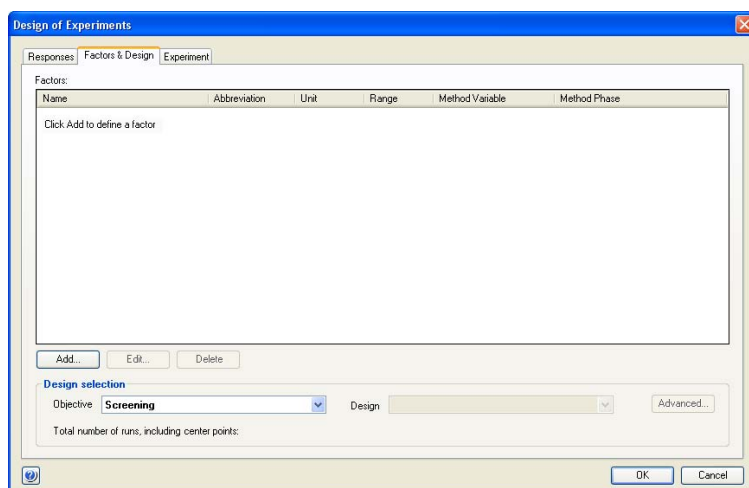 Design of Experiments
Responses Factors & Design Experiment
Factors:
Name Abbreviation Unit Range Method Variable Method Phase
Click Add to define a factor
Add... Edit... Delete
Design selection
Objective Screening Design Advanced...
Total number of runs, including center points:
OK Cancel